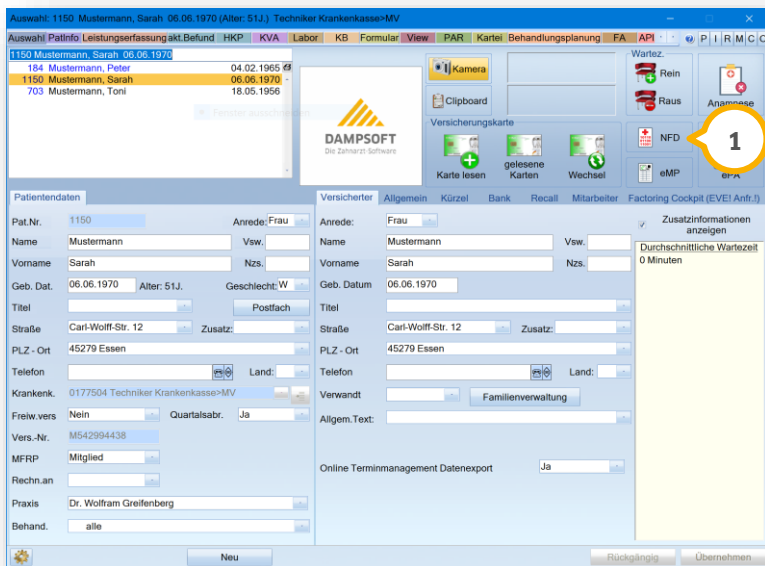 Auswahl: 1150 Mustermann, Sarah 06.06.1970 (Alter: 51J.) Techniker Krankenkasse>MV
Auswahl PatInfo Leistungserfassung akt.Befund HKP KVA Labor KB Formular View PAR Kartei Behandlungsplanung FA API P I R M C C
1150 Mustermann, Sarah 06.06.1970
184 Mustermann, Peter 04.02.1965
1150 Mustermann, Sarah 06.06.1970
703 Mustermann, Toni 18.05.1956
Fenster ausschneiden
DAMPSOFT
Die Zahnarzt-Software
Kamera
Clipboard
Versicherungskarte
Karte lesen
gelesene
Karten
Wechsel
Wartez.
Rein
Raus
Anamnese
NFD
1
eMP
ePA
Patientendaten
Pat.Nr. 1150 Anrede: Frau
Name Mustermann Vsw.
Vorname Sarah Nzs.
Geb. Dat. 06.06.1970 Alter: 51J. Geschlecht: W
Titel Postfach
Straße Carl-Wolff-Str. 12 Zusatz:
PLZ - Ort 45279 Essen
Telefon Land:
Krankenk. 0177504 Techniker Krankenkasse>MV
Freiw.vers Nein Quartalsabr. Ja
Vers.-Nr. M542994438
MFRP Mitglied
Rechn.an
Praxis Dr. Wolfram Greifenberg
Behand. alle
Versicherter Allgemein Kürzel Bank Recall Mitarbeiter Factoring Cockpit (EVE! Anfr.!)
Anrede: Frau
Name Mustermann Vsw.
Vorname Sarah Nzs.
Geb. Datum 06.06.1970
Titel
Straße Carl-Wolff-Str. 12 Zusatz:
PLZ - Ort 45279 Essen
Telefon Land:
Verwandt Familienverwaltung
Allgem.Text:
Online Terminmanagement Datenexport Ja
Zusatzinformationen
anzeigen
Durchschnittliche Wartezeit
0 Minuten
Neu
Rückgängig
Übernehmen